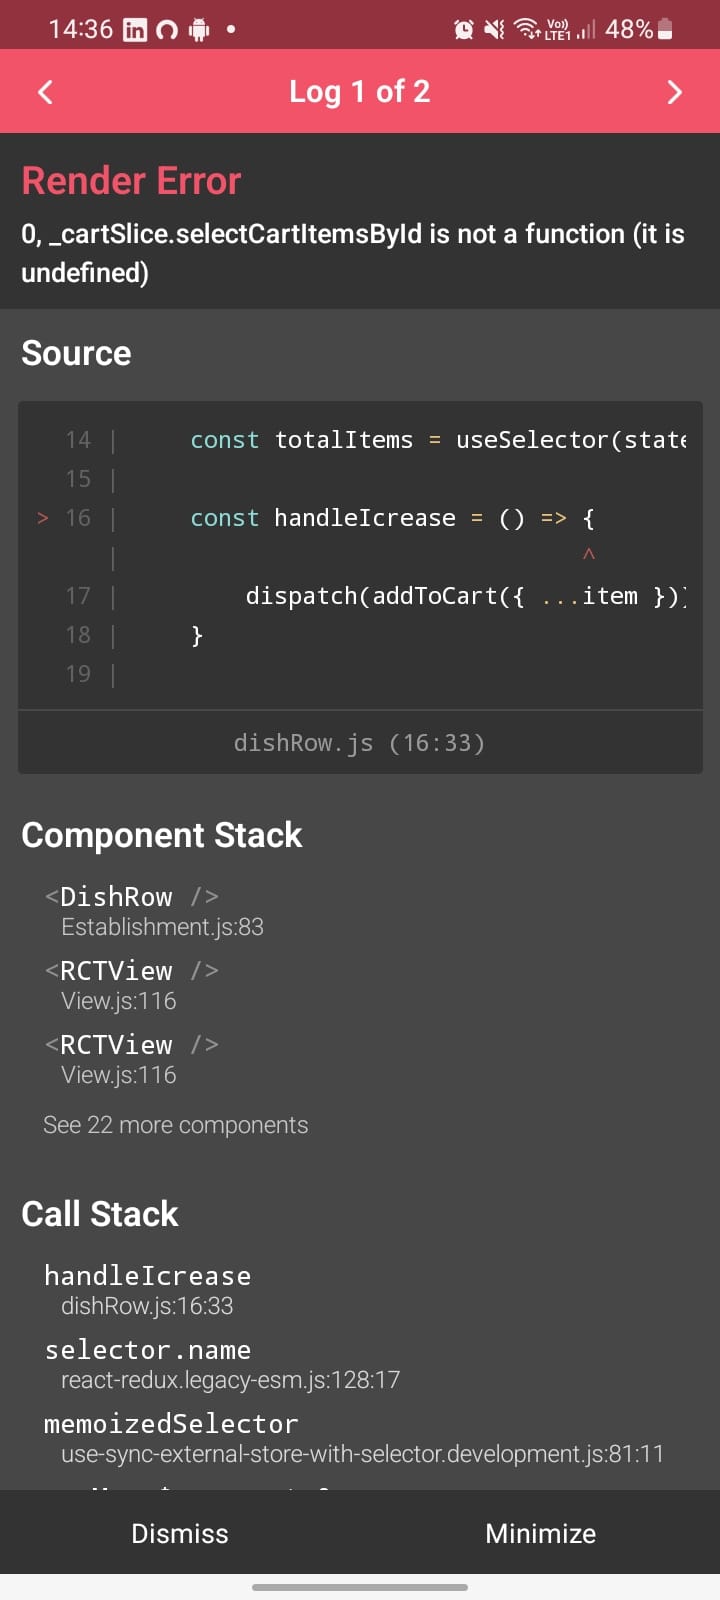 14:36 in Vo)) LTE1 48%
Log 1 of 2
Render Error
0, _cartSlice.selectCartItemsById is not a function (it is
undefined)
Source
14 | const totalItems = useSelector(state
15 |
> 16 | const handleIcrease = () => {
| ^
17 | dispatch(addToCart({ ...item })
18 | }
19 |
dishRow.js (16:33)
Component Stack
<DishRow />
Establishment.js:83
<RCTView />
View.js:116
<RCTView />
View.js:116
See 22 more components
Call Stack
handleIcrease
dishRow.js:16:33
selector.name
react-redux.legacy-esm.js:128:17
memoizedSelector
use-sync-external-store-with-selector.development.js:81:11
Dismiss Minimize